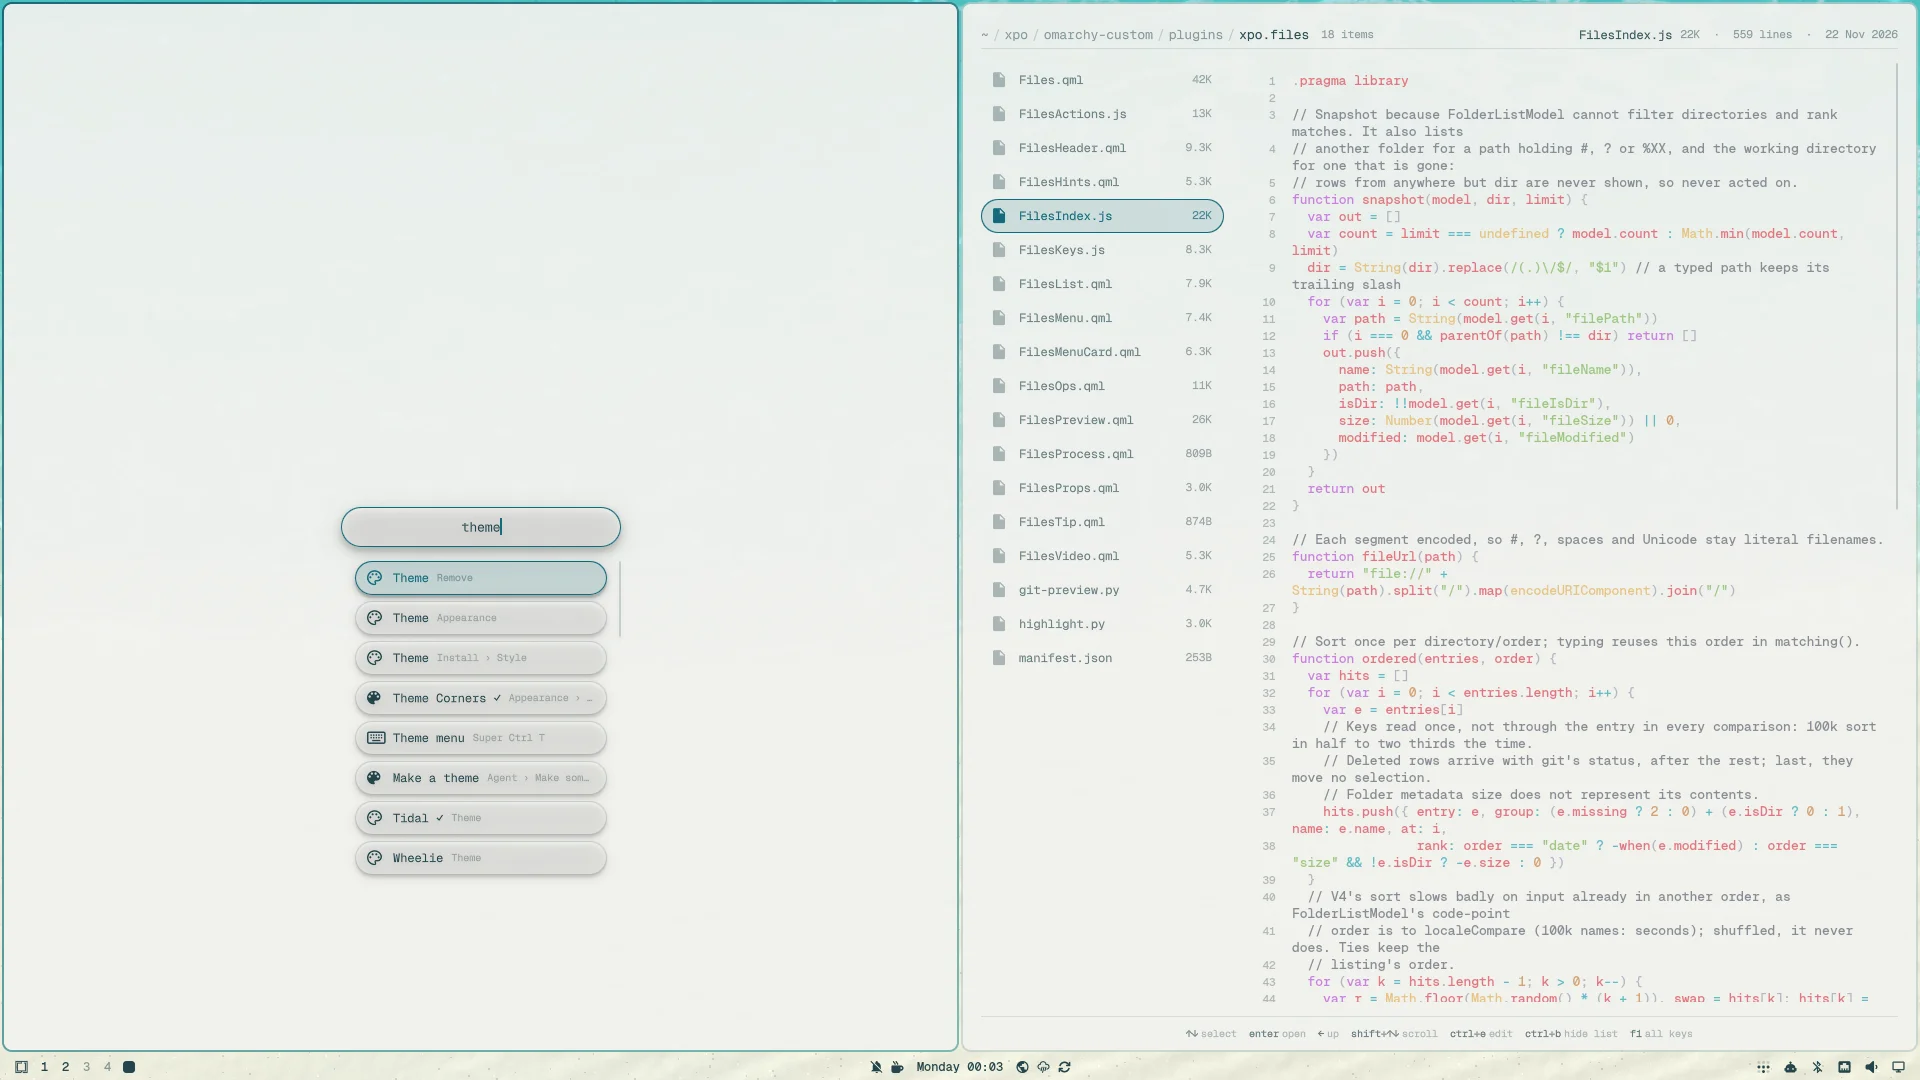 theme
Theme Remove
Theme Appearance
Theme Install › Style
Theme Corners ✓ Appearance › …
Theme menu Super Ctrl T
Make a theme Agent › Make som…
Tidal ✓ Theme
Wheelie Theme
~ / xpo / omarchy-custom / plugins / xpo.files 18 items
FilesIndex.js 22K · 559 lines · 22 Nov 2026
Files.qml 42K
FilesActions.js 13K
FilesHeader.qml 9.3K
FilesHints.qml 5.3K
FilesIndex.js 22K
FilesKeys.js 8.3K
FilesList.qml 7.9K
FilesMenu.qml 7.4K
FilesMenuCard.qml 6.3K
FilesOps.qml 11K
FilesPreview.qml 26K
FilesProcess.qml 809B
FilesProps.qml 3.0K
FilesTip.qml 874B
FilesVideo.qml 5.3K
git-preview.py 4.7K
highlight.py 3.0K
manifest.json 253B
1 .pragma library
2
3 // Snapshot because FolderListModel cannot filter directories and rank
matches. It also lists
4 // another folder for a path holding #, ? or %XX, and the working directory
for one that is gone:
5 // rows from anywhere but dir are never shown, so never acted on.
6 function snapshot(model, dir, limit) {
7   var out = []
8   var count = limit === undefined ? model.count : Math.min(model.count,
limit)
9   dir = String(dir).replace(/(.)\/$/, "$1") // a typed path keeps its
trailing slash
10   for (var i = 0; i < count; i++) {
11     var path = String(model.get(i, "filePath"))
12     if (i === 0 && parentOf(path) !== dir) return []
13     out.push({
14       name: String(model.get(i, "fileName")),
15       path: path,
16       isDir: !!model.get(i, "fileIsDir"),
17       size: Number(model.get(i, "fileSize")) || 0,
18       modified: model.get(i, "fileModified")
19     })
20   }
21   return out
22 }
23
24 // Each segment encoded, so #, ?, spaces and Unicode stay literal filenames.
25 function fileUrl(path) {
26   return "file://" +
String(path).split("/").map(encodeURIComponent).join("/")
27 }
28
29 // Sort once per directory/order; typing reuses this order in matching().
30 function ordered(entries, order) {
31   var hits = []
32   for (var i = 0; i < entries.length; i++) {
33     var e = entries[i]
34     // Keys read once, not through the entry in every comparison: 100k sort
in half to two thirds the time.
35     // Deleted rows arrive with git's status, after the rest; last, they
move no selection.
36     // Folder metadata size does not represent its contents.
37     hits.push({ entry: e, group: (e.missing ? 2 : 0) + (e.isDir ? 0 : 1),
name: e.name, at: i,
38                 rank: order === "date" ? -when(e.modified) : order ===
"size" && !e.isDir ? -e.size : 0 })
39   }
40   // V4's sort slows badly on input already in another order, as
FolderListModel's code-point
41   // order is to localeCompare (100k names: seconds); shuffled, it never
does. Ties keep the
42   // listing's order.
43   for (var k = hits.length - 1; k > 0; k--) {
44     var r = Math.floor(Math.random() * (k + 1)), swap = hits[k]; hits[k] =
↑↓ select enter open ← up shift+↑↓ scroll ctrl+e edit ctrl+b hide list f1 all keys
1 2 3 4
Monday 00:03